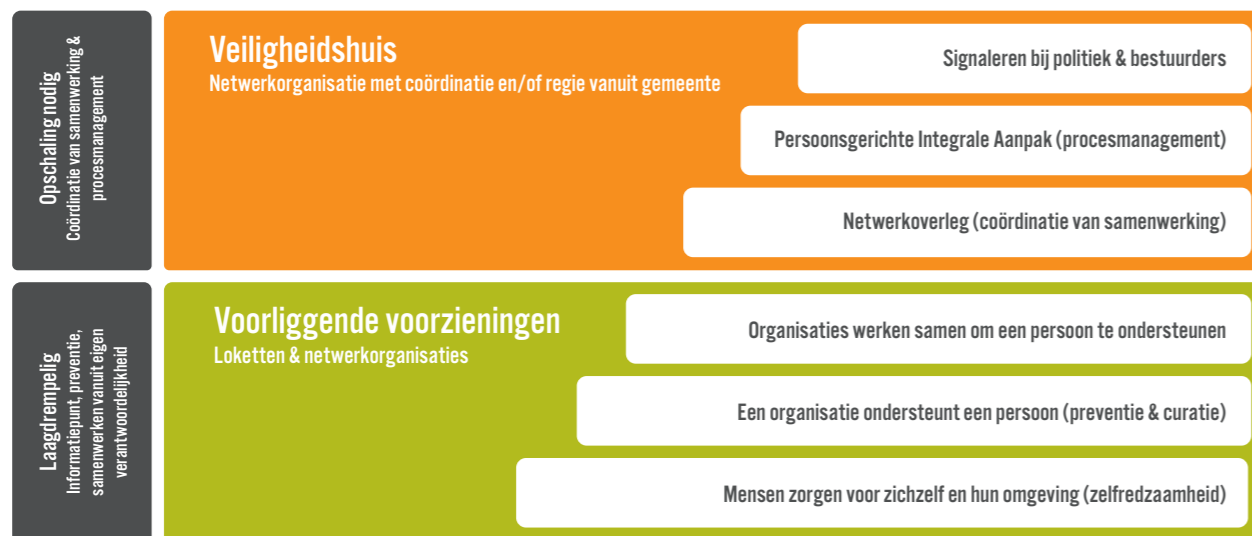 Opschaling nodig
Coördinatie van samenwerking &
procesmanagement
Veiligheidshuis
Netwerkorganisatie met coördinatie en/of regie vanuit gemeente
Signaleren bij politiek & bestuurders
Persoonsgerichte Integrale Aanpak (procesmanagement)
Netwerkoverleg (coördinatie van samenwerking)
Laagdrempelig
Informatiepunt, preventie,
samenwerken vanuit eigen
verantwoordelijkheid
Voorliggende voorzieningen
Loketten & netwerkorganisaties
Organisaties werken samen om een persoon te ondersteunen
Een organisatie ondersteunt een persoon (preventie & curatie)
Mensen zorgen voor zichzelf en hun omgeving (zelfredzaamheid)